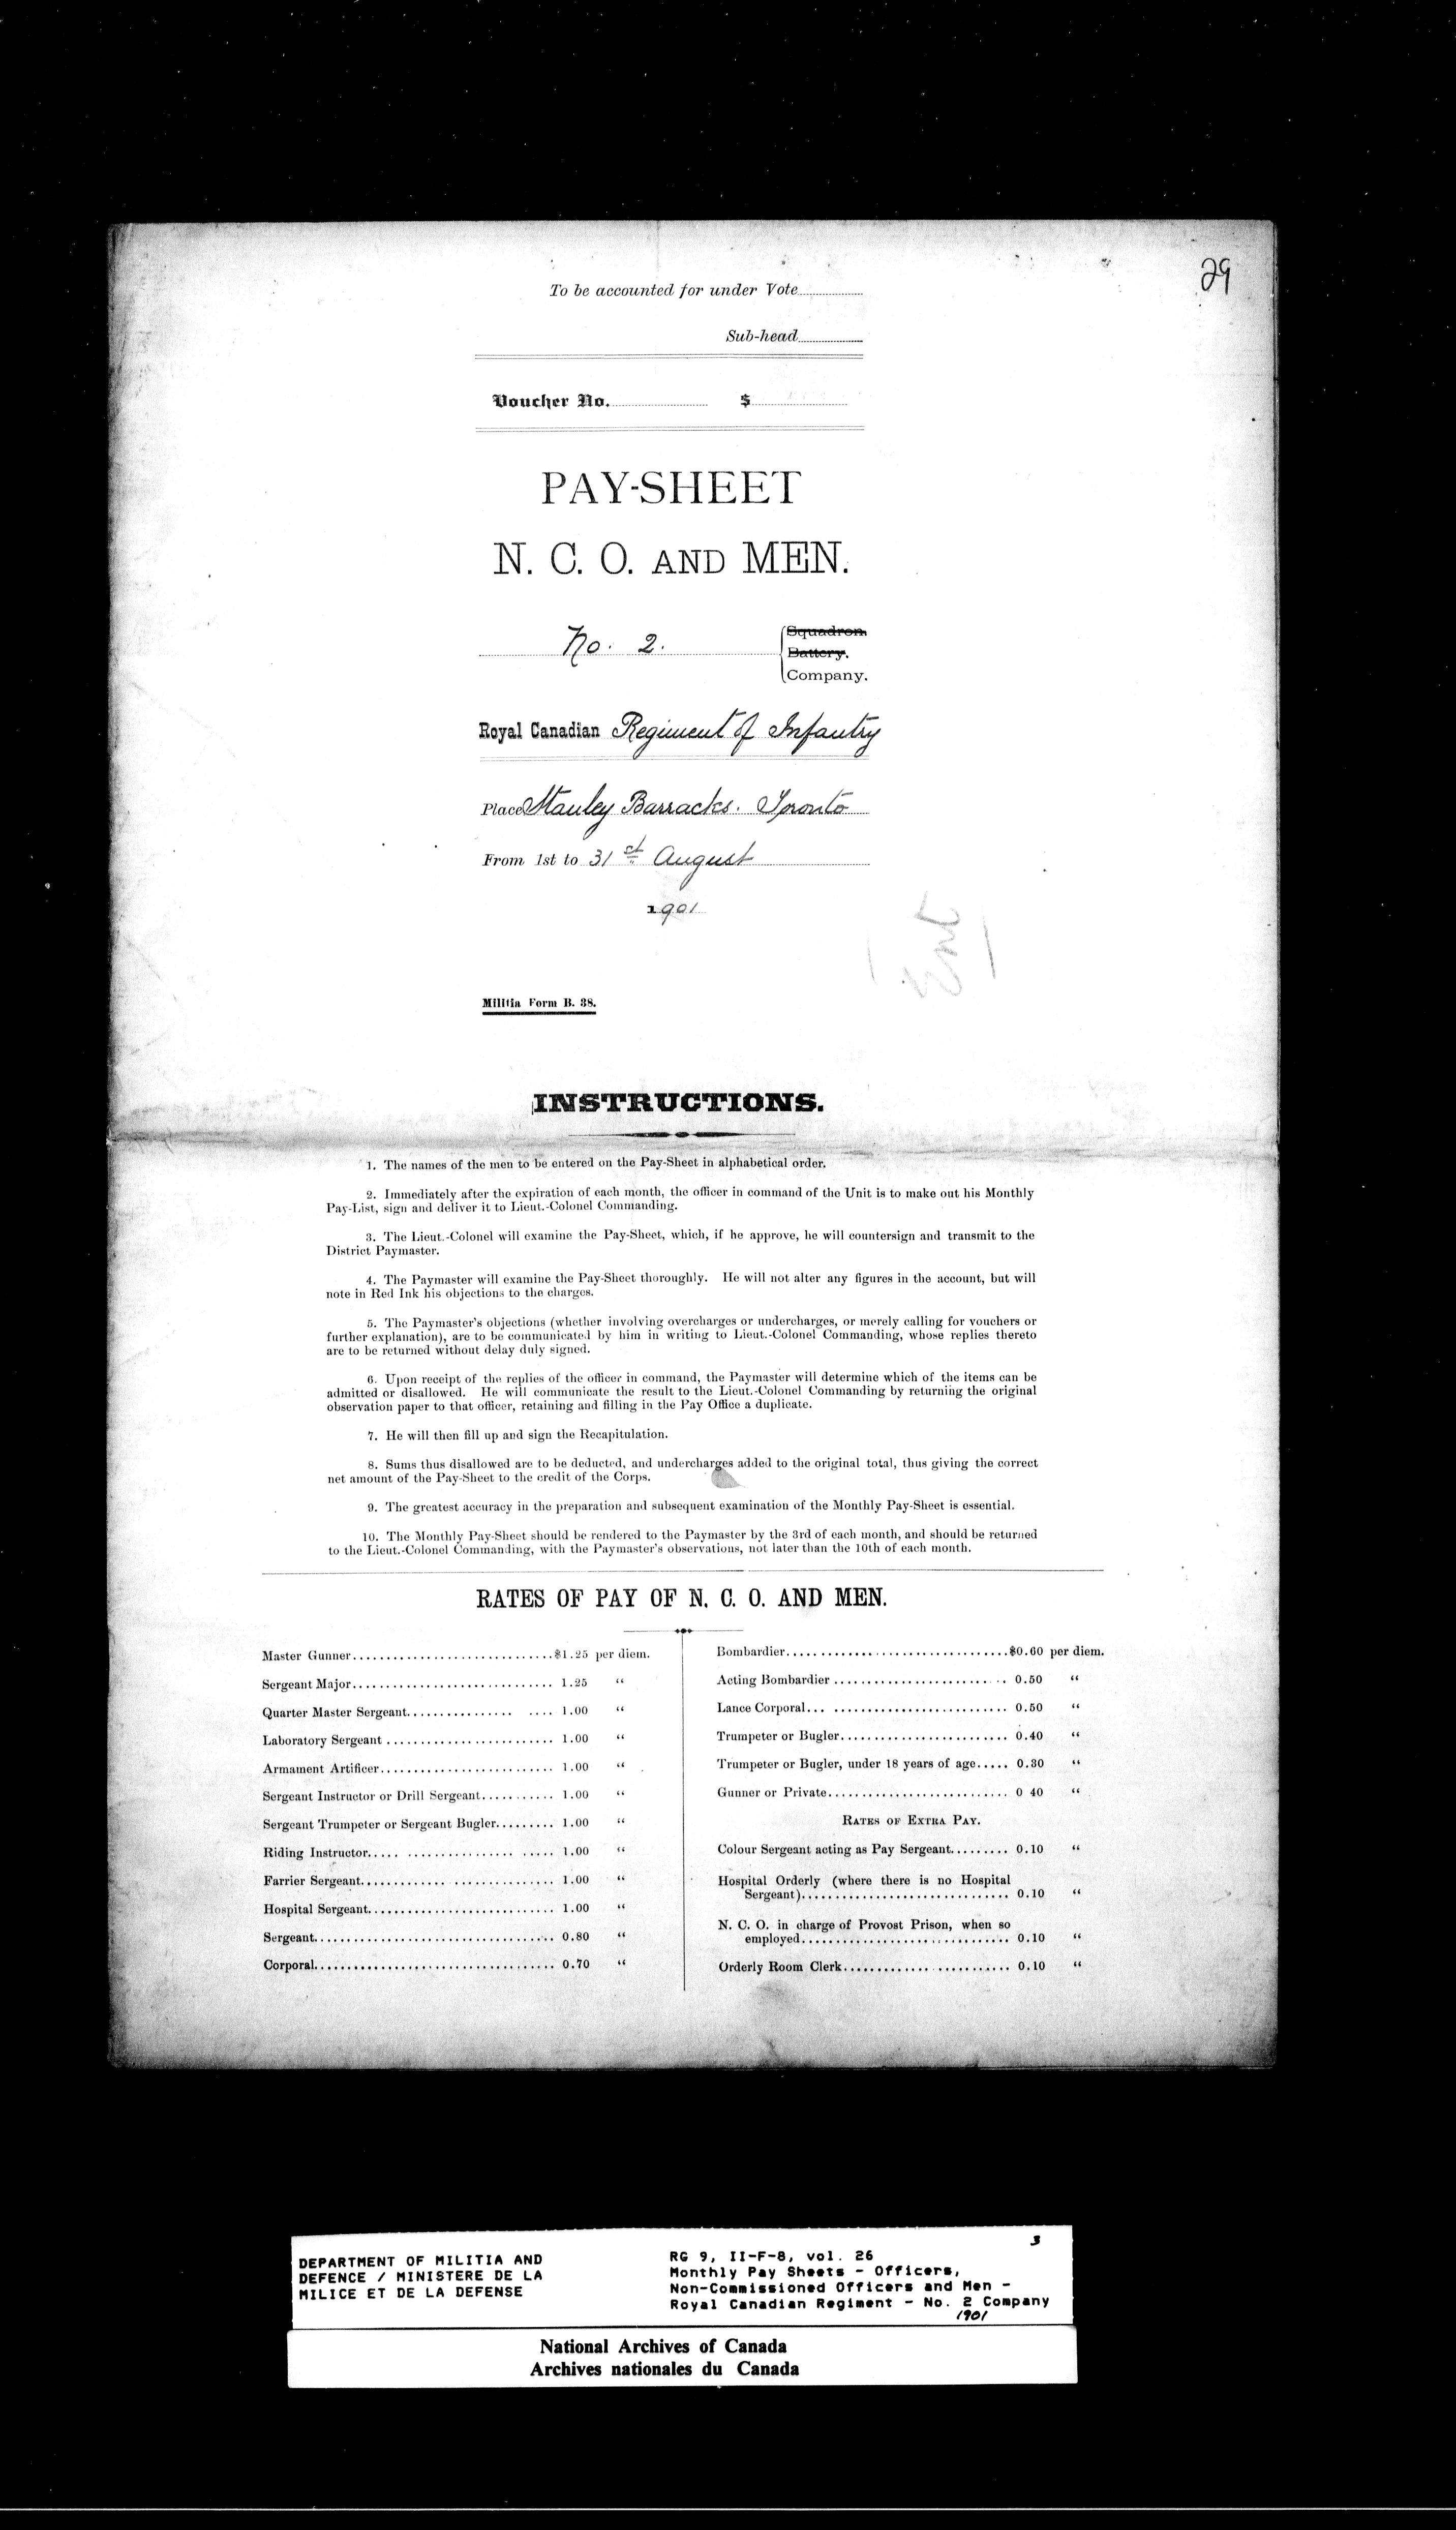 29
To be accounted for under Vote
Sub-head
Voucher No. $
PAY-SHEET
N. C. O. AND MEN.
No. 2. Squadron.
Battery.
Company.
Royal Canadian Regiment of Infantry
Place Stanley Barracks. Toronto
From 1st to 31st August
1901
Ent
Militia Form B. 38.
INSTRUCTIONS.
1. The names of the men to be entered on the Pay-Sheet in alphabetical order.
2. Immediately after the expiration of each month, the officer in command of the Unit is to make out his Monthly
Pay-List, sign and deliver it to Lieut.-Colonel Commanding.
3. The Lieut.-Colonel will examine the Pay-Sheet, which, if he approve, he will countersign and transmit to the
District Paymaster.
4. The Paymaster will examine the Pay-Sheet thoroughly. He will not alter any figures in the account, but will
note in Red Ink his objections to the charges.
5. The Paymaster's objections (whether involving overcharges or undercharges, or merely calling for vouchers or
further explanation), are to be communicated by him in writing to Lieut.-Colonel Commanding, whose replies thereto
are to be returned without delay duly signed.
6. Upon receipt of the replies of the officer in command, the Paymaster will determine which of the items can be
admitted or disallowed. He will communicate the result to the Lieut.-Colonel Commanding by returning the original
observation paper to that officer, retaining and filling in the Pay Office a duplicate.
7. He will then fill up and sign the Recapitulation.
8. Sums thus disallowed are to be deducted, and undercharges added to the original total, thus giving the correct
net amount of the Pay-Sheet to the credit of the Corps.
9. The greatest accuracy in the preparation and subsequent examination of the Monthly Pay-Sheet is essential.
10. The Monthly Pay-Sheet should be rendered to the Paymaster by the 3rd of each month, and should be returned
to the Lieut.-Colonel Commanding, with the Paymaster's observations, not later than the 10th of each month.
RATES OF PAY OF N. C. O. AND MEN.
Master Gunner $1.25 per diem.
Sergeant Major 1.25 "
Quarter Master Sergeant 1.00 "
Laboratory Sergeant 1.00 "
Armament Artificer 1.00 "
Sergeant Instructor or Drill Sergeant 1.00 "
Sergeant Trumpeter or Sergeant Bugler 1.00 "
Riding Instructor 1.00 "
Farrier Sergeant 1.00 "
Hospital Sergeant 1.00 "
Sergeant 0.80 "
Corporal 0.70 "
Bombardier $0.60 per diem.
Acting Bombardier 0.50 "
Lance Corporal 0.50 "
Trumpeter or Bugler 0.40 "
Trumpeter or Bugler, under 18 years of age 0.30 "
Gunner or Private 0 40 "
RATES OF EXTRA PAY.
Colour Sergeant acting as Pay Sergeant 0.10 "
Hospital Orderly (where there is no Hospital
Sergeant) 0.10 "
N. C. O. in charge of Provost Prison, when so
employed 0.10 "
Orderly Room Clerk 0.10 "
3
DEPARTMENT OF MILITIA AND
DEFENCE / MINISTERE DE LA
MILICE ET DE LA DEFENSE
RG 9, II-F-8, vol. 26
Monthly Pay Sheets - Officers,
Non-Commissioned Officers and Men -
Royal Canadian Regiment - No. 2 Company
1901
National Archives of Canada
Archives nationales du Canada